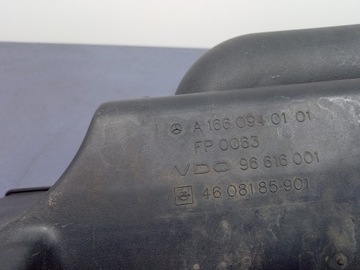 A 166 094 01 01
FP 0063
VDO 96 616 001
46 08185-901